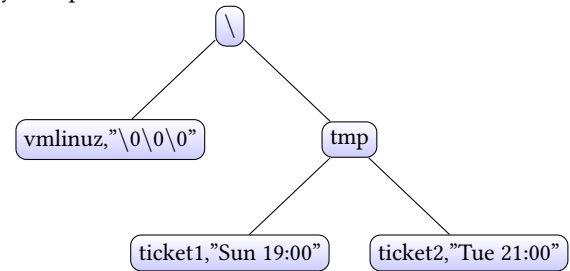 \
vmlinuz,”\0\0\0”
tmp
ticket1,”Sun 19:00”
ticket2,”Tue 21:00”